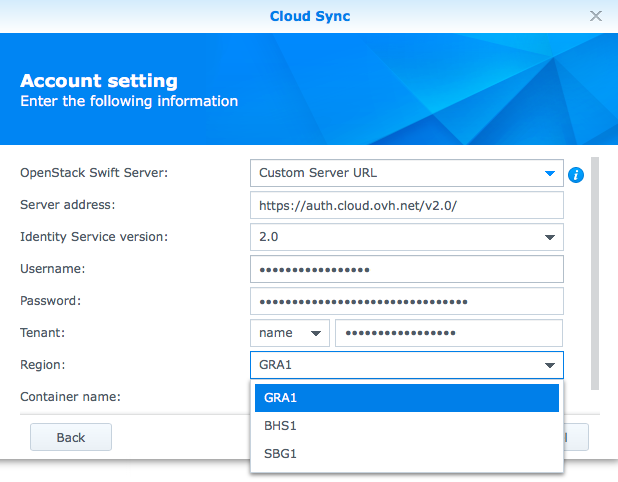 Cloud Sync
Account setting
Enter the following information
OpenStack Swift Server: Custom Server URL
Server address: https://auth.cloud.ovh.net/v2.0/
Identity Service version: 2.0
Username: •••••••••••••••••
Password: ••••••••••••••••••••••••••••••••
Tenant: name •••••••••••••••••
Region: GRA1
Container name:
GRA1
BHS1
SBG1
Back